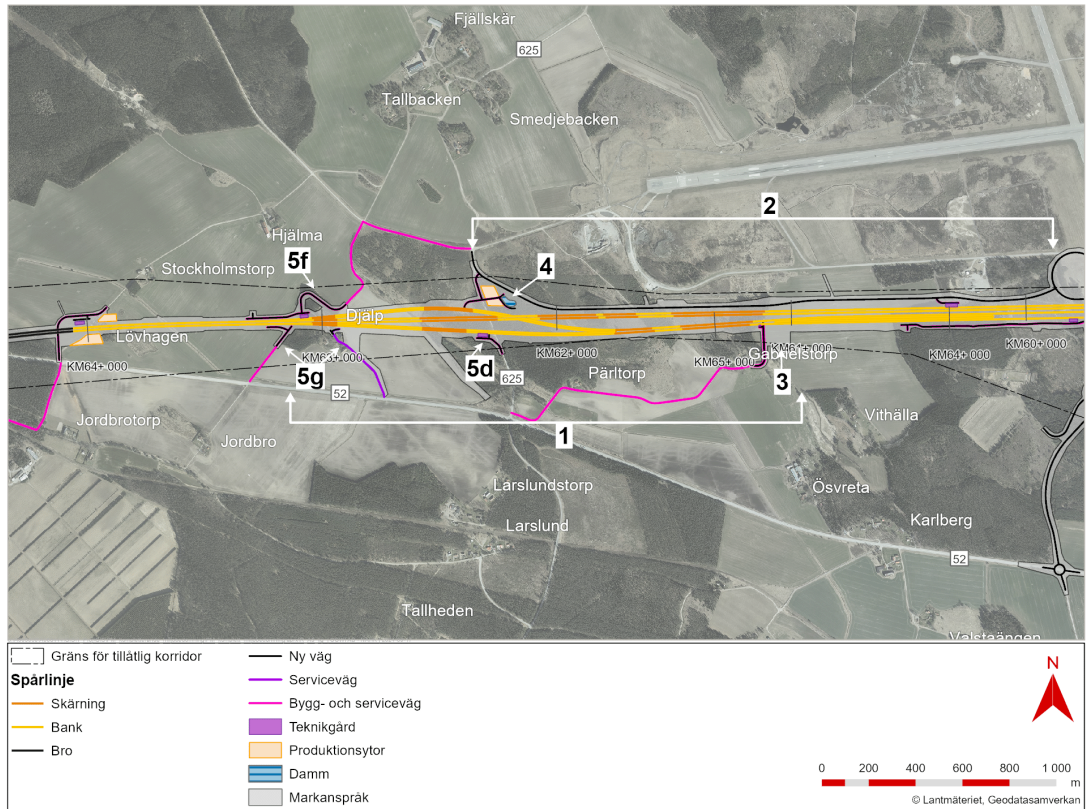 Fjällskär
625
Tallbacken
Smedjebacken
2
Hjälma
5f
Stockholmstorp
4
Djälp
Lövhagen
KM64+ 000
KM63+ 000
5g
5d
KM62+ 000
KM65+ 000
KM64+ 000
Gabrielstorp
KM64+ 000
KM60+ 000
625
Pärltorp
3
52
Jordbrotorp
Jordbro
1
Vithälla
Larslundstorp
Ösvreta
Larslund
Karlberg
52
Tallheden
Valstaängen
Gräns för tillåtlig korridor
Spårlinje
Skärning
Bank
Bro
Ny väg
Serviceväg
Bygg- och serviceväg
Teknikgård
Produktionsytor
Damm
Markanspråk
N
0 200 400 600 800 1 000
m
© Lantmäteriet, Geodatasamverkan